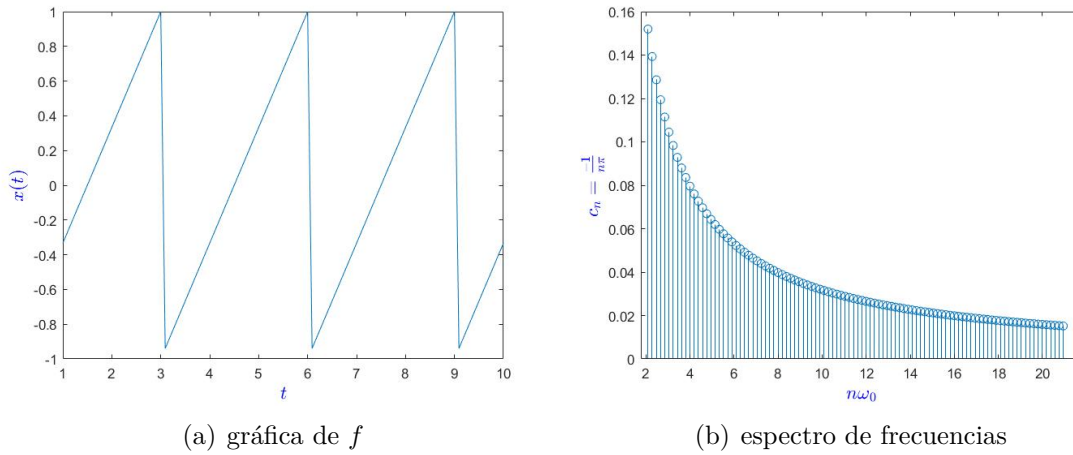 1
0.8
0.6
0.4
0.2
0
-0.2
-0.4
-0.6
-0.8
-1
x(t)
1 2 3 4 5 6 7 8 9 10
t
(a) gráfica de f
0.16
0.14
0.12
0.1
0.08
0.06
0.04
0.02
0
c_n = \frac{-1}{nπ}
2 4 6 8 10 12 14 16 18 20
nω₀
(b) espectro de frecuencias